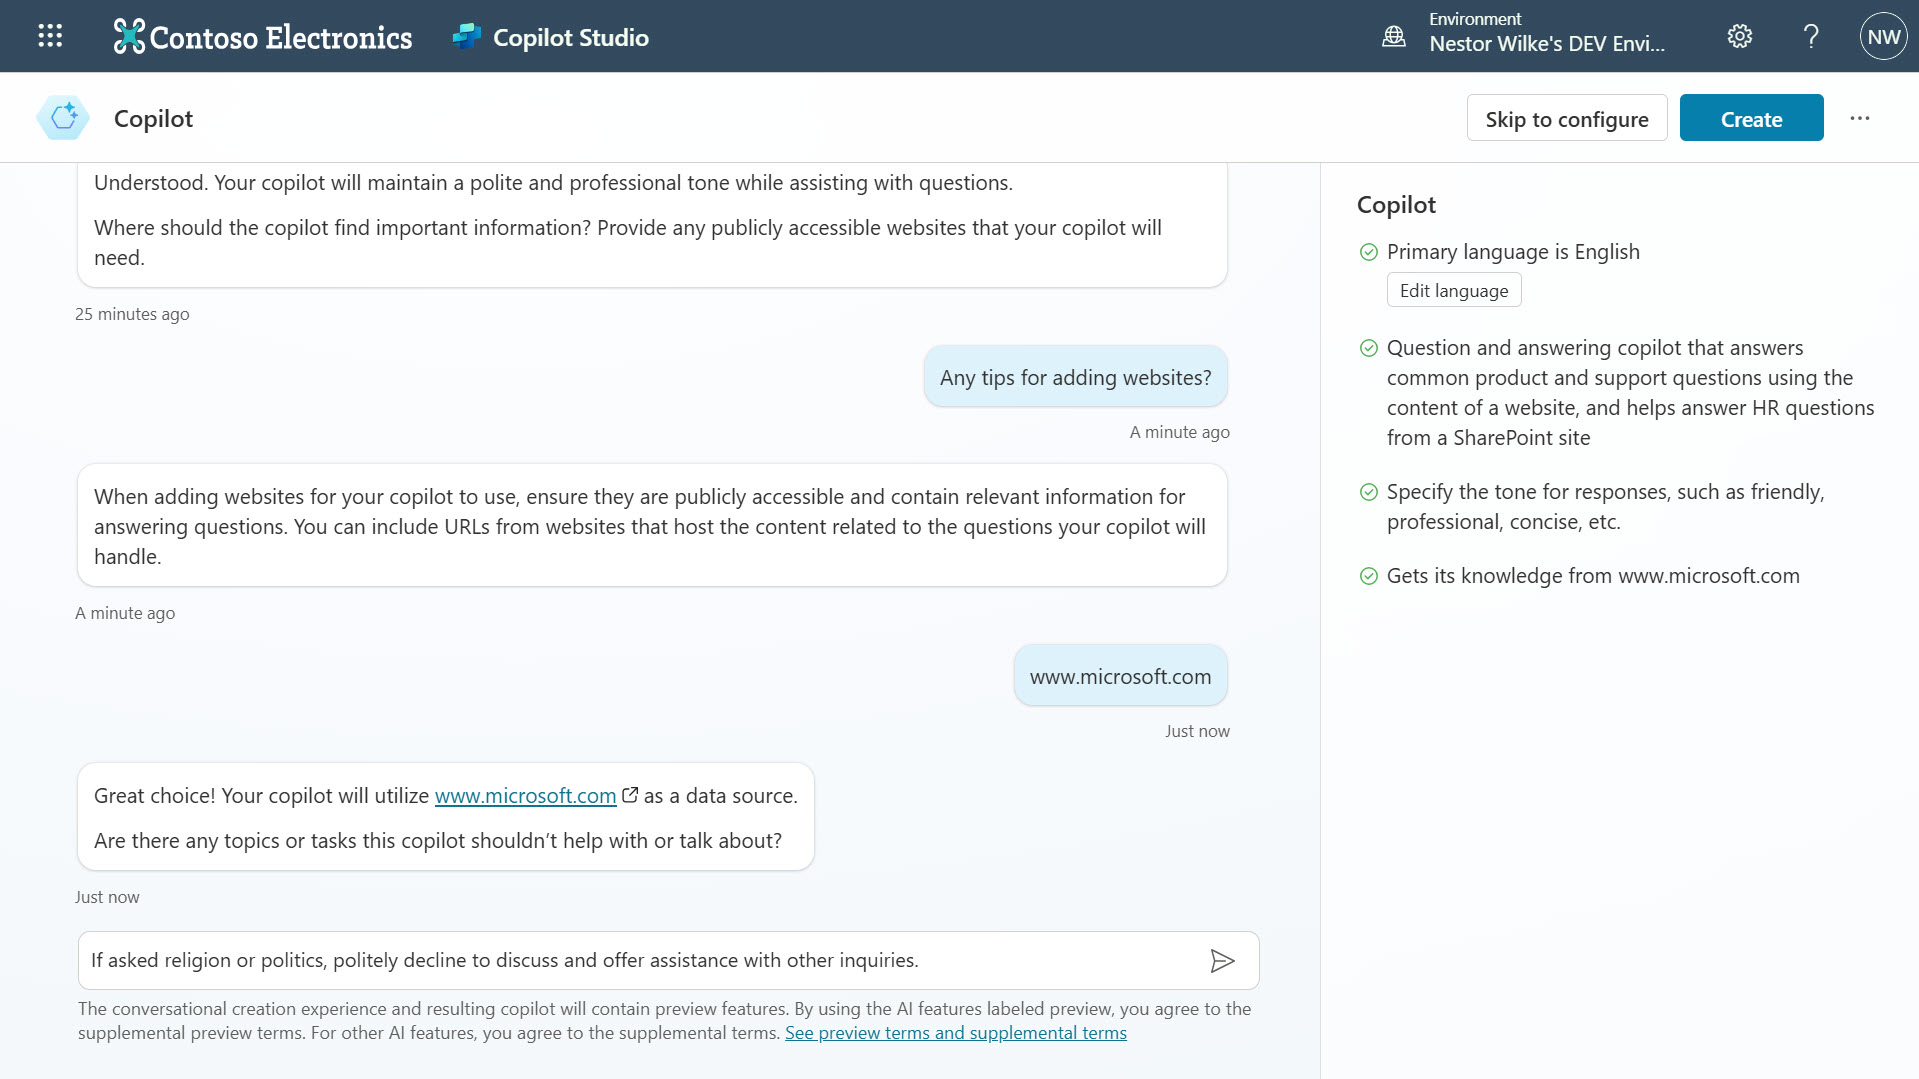 Contoso Electronics
Copilot Studio
Environment
Nestor Wilke's DEV Envi...
NW
Copilot
Skip to configure
Create
Understood. Your copilot will maintain a polite and professional tone while assisting with questions.
Where should the copilot find important information? Provide any publicly accessible websites that your copilot will
need.
25 minutes ago
Any tips for adding websites?
A minute ago
When adding websites for your copilot to use, ensure they are publicly accessible and contain relevant information for
answering questions. You can include URLs from websites that host the content related to the questions your copilot will
handle.
A minute ago
www.microsoft.com
Just now
Great choice! Your copilot will utilize www.microsoft.com as a data source.
Are there any topics or tasks this copilot shouldn’t help with or talk about?
Just now
If asked religion or politics, politely decline to discuss and offer assistance with other inquiries.
The conversational creation experience and resulting copilot will contain preview features. By using the AI features labeled preview, you agree to the
supplemental preview terms. For other AI features, you agree to the supplemental terms. See preview terms and supplemental terms
Copilot
Primary language is English
Edit language
Question and answering copilot that answers
common product and support questions using the
content of a website, and helps answer HR questions
from a SharePoint site
Specify the tone for responses, such as friendly,
professional, concise, etc.
Gets its knowledge from www.microsoft.com